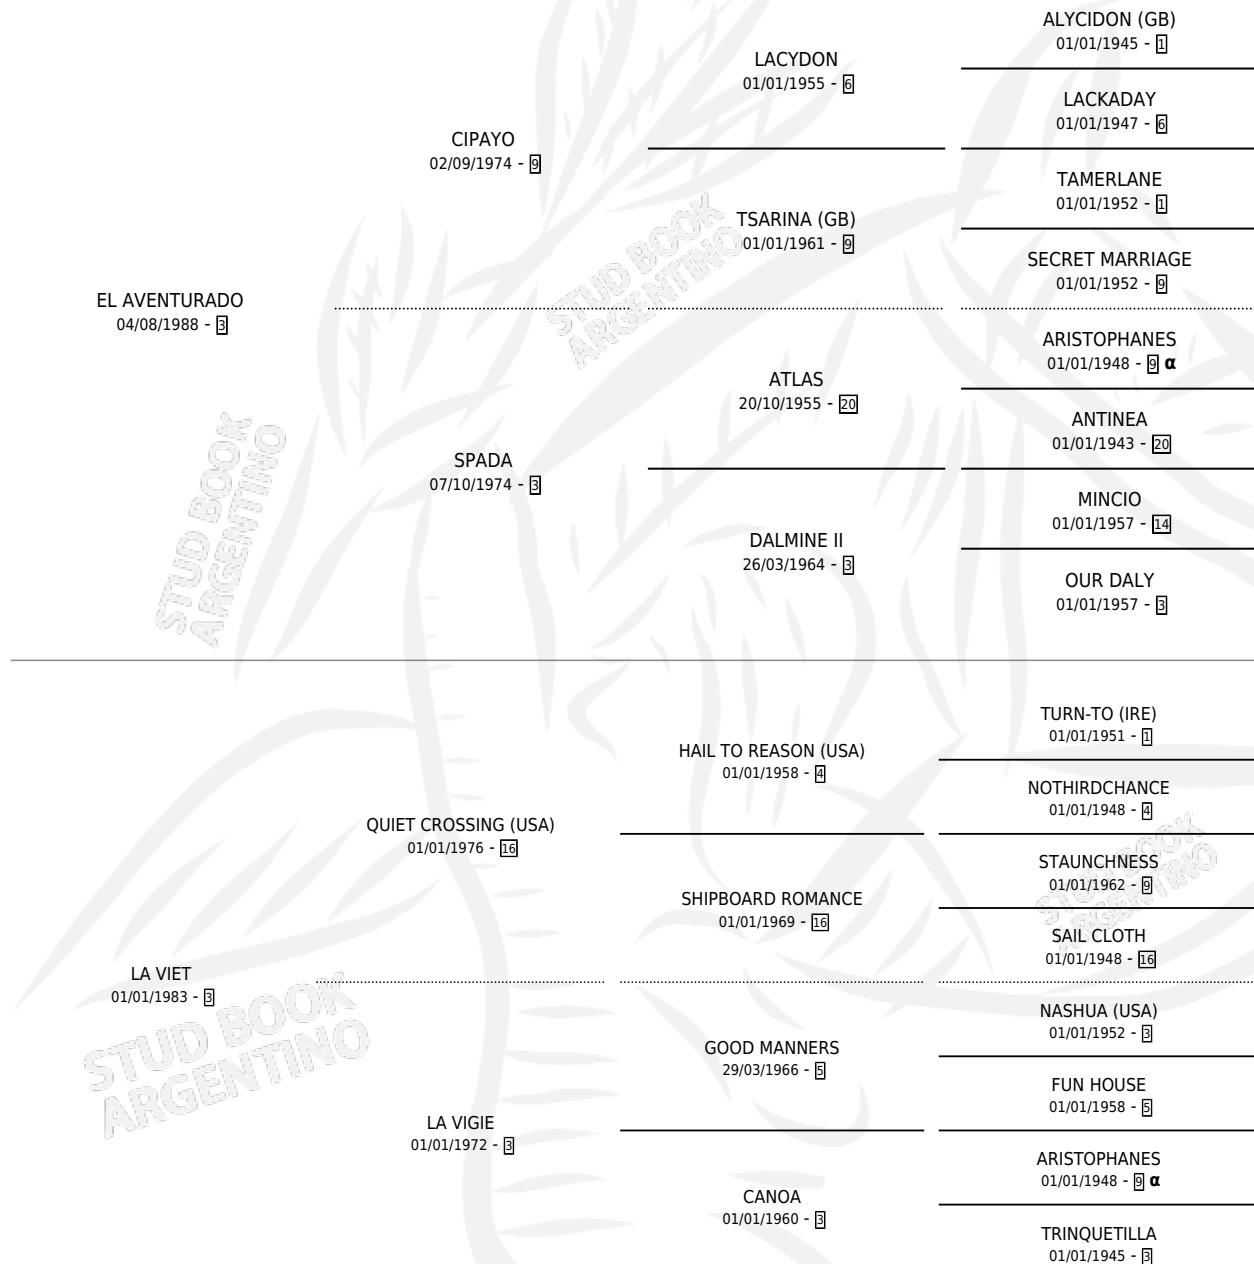 ALYCIDON (GB)
01/01/1945 - 1
LACYDON
01/01/1955 - 6
LACKADAY
01/01/1947 - 6
CIPAYO
02/09/1974 - 9
TAMERLANE
01/01/1952 - 1
TSARINA (GB)
01/01/1961 - 9
SECRET MARRIAGE
01/01/1952 - 9
EL AVENTURADO
04/08/1988 - 3
STUD BOOK
ARGENTINO
ARISTOPHANES
01/01/1948 - 9 α
ATLAS
20/10/1955 - 20
ANTINEA
01/01/1943 - 20
SPADA
07/10/1974 - 3
MINCIO
01/01/1957 - 14
DALMINE II
26/03/1964 - 3
OUR DALY
01/01/1957 - 3
STUD BOOK
ARGENTINO
TURN-TO (IRE)
01/01/1951 - 1
HAIL TO REASON (USA)
01/01/1958 - 4
NOTHIRDCHANCE
01/01/1948 - 4
QUIET CROSSING (USA)
01/01/1976 - 16
STAUNCHNESS
01/01/1962 - 9
SHIPBOARD ROMANCE
01/01/1969 - 16
SAIL CLOTH
01/01/1948 - 16
STUD BOOK
ARGENTINO
LA VIET
01/01/1983 - 3
NASHUA (USA)
01/01/1952 - 3
GOOD MANNERS
29/03/1966 - 5
FUN HOUSE
01/01/1958 - 5
STUD BOOK
ARGENTINO
LA VIGIE
01/01/1972 - 3
ARISTOPHANES
01/01/1948 - 9 α
CANOA
01/01/1960 - 3
TRINQUETILLA
01/01/1945 - 3